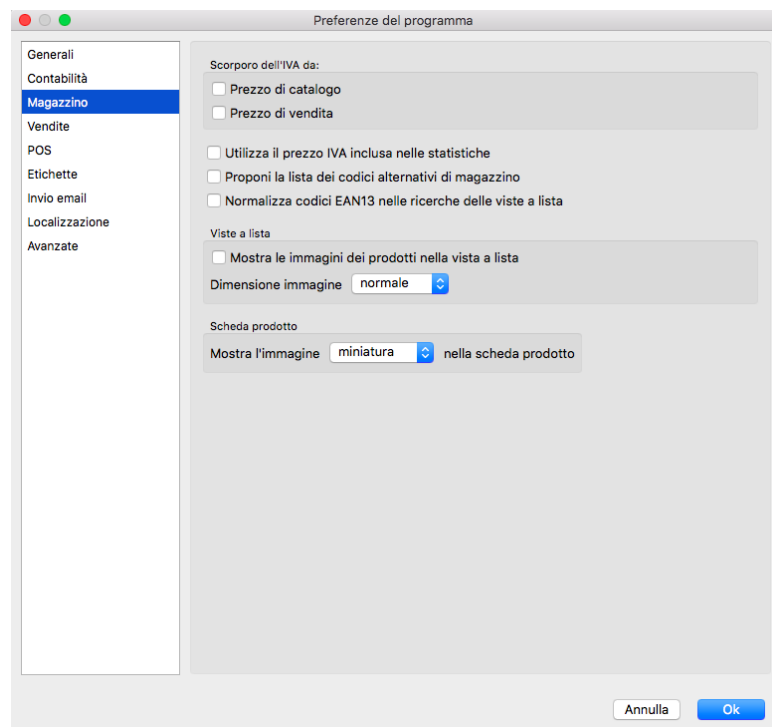 Preferenze del programma
Generali
Contabilità
Magazzino
Vendite
POS
Etichette
Invio email
Localizzazione
Avanzate
Scorporo dell'IVA da:
Prezzo di catalogo
Prezzo di vendita
Utilizza il prezzo IVA inclusa nelle statistiche
Proponi la lista dei codici alternativi di magazzino
Normalizza codici EAN13 nelle ricerche delle viste a lista
Viste a lista
Mostra le immagini dei prodotti nella vista a lista
Dimensione immagine normale
Scheda prodotto
Mostra l'immagine miniatura nella scheda prodotto
Annulla Ok